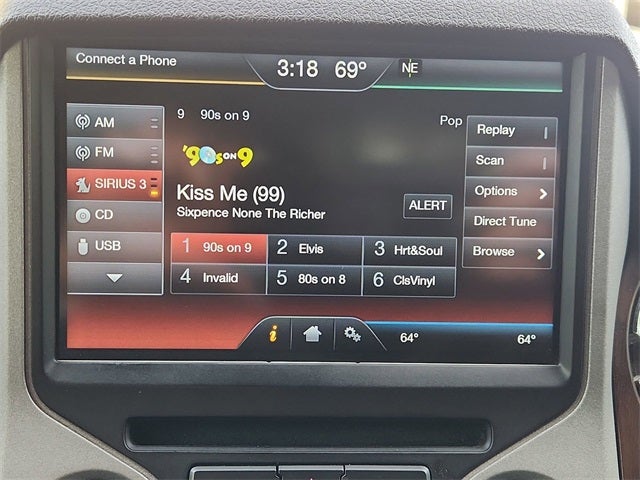 Connect a Phone
3:18 69° NE
AM
FM
SIRIUS 3
CD
USB
9 90s on 9
Pop
'90s ON 9
Kiss Me (99)
Sixpence None The Richer
ALERT
1 90s on 9
2 Elvis
3 Hrt&Soul
4 Invalid
5 80s on 8
6 ClsVinyl
Replay
Scan
Options
Direct Tune
Browse
i
64°
64°